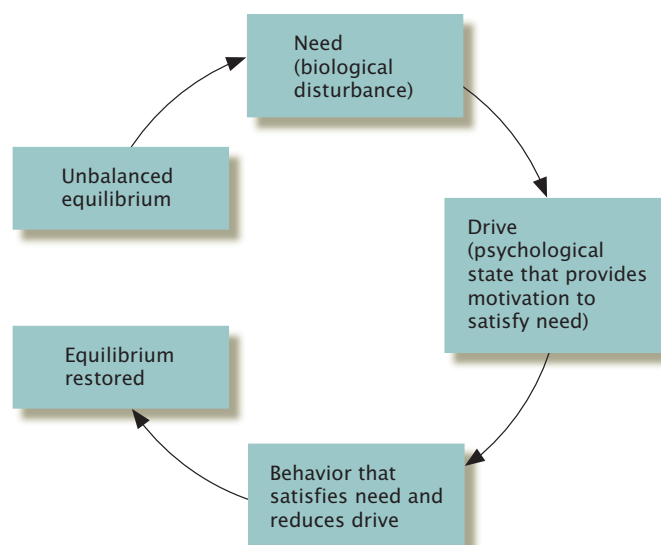 Need
(biological
disturbance)
Unbalanced
equilibrium
Drive
(psychological
state that provides
motivation to
satisfy need)
Equilibrium
restored
Behavior that
satisfies need and
reduces drive